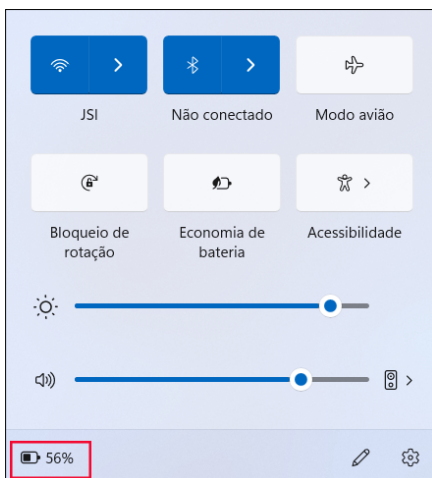 JSI
Não conectado
Modo avião
Bloqueio de
rotação
Economia de
bateria
Acessibilidade
56%